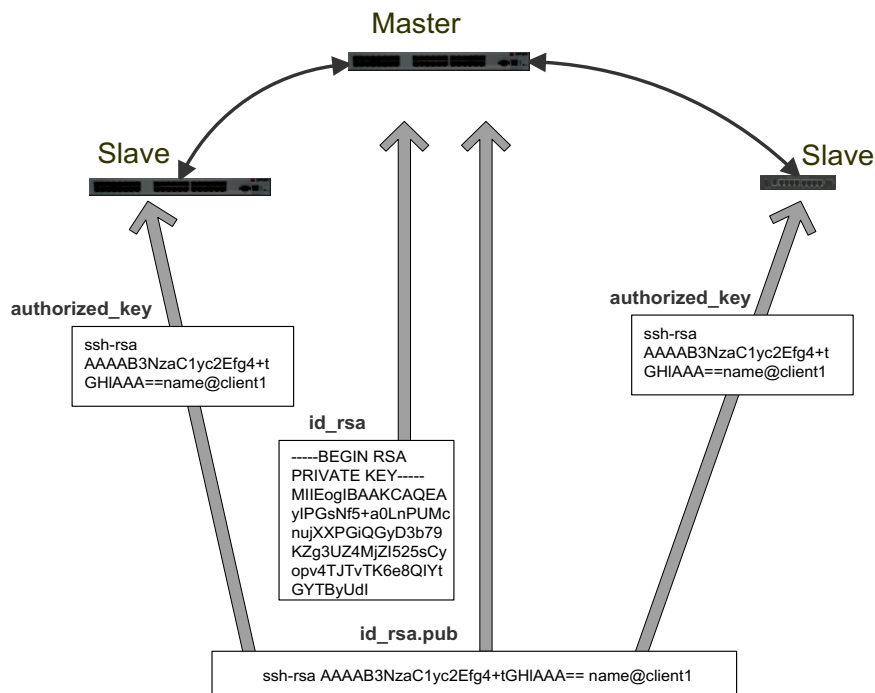 Master
Slave
Slave
authorized_key
ssh-rsa
AAAAB3NzaC1yc2Efg4+t
GHIAAA==name@client1
authorized_key
ssh-rsa
AAAAB3NzaC1yc2Efg4+t
GHIAAA==name@client1
id_rsa
-----BEGIN RSA
PRIVATE KEY-----
MIIEogIBAAKCAQEA
yIPGsNf5+a0LnPUMc
nujXXPGiQGyD3b79
KZg3UZ4MjZI525sCy
opv4TJTvTK6e8QIYt
GYTByUdI
id_rsa.pub
ssh-rsa AAAAB3NzaC1yc2Efg4+tGHIAAA== name@client1